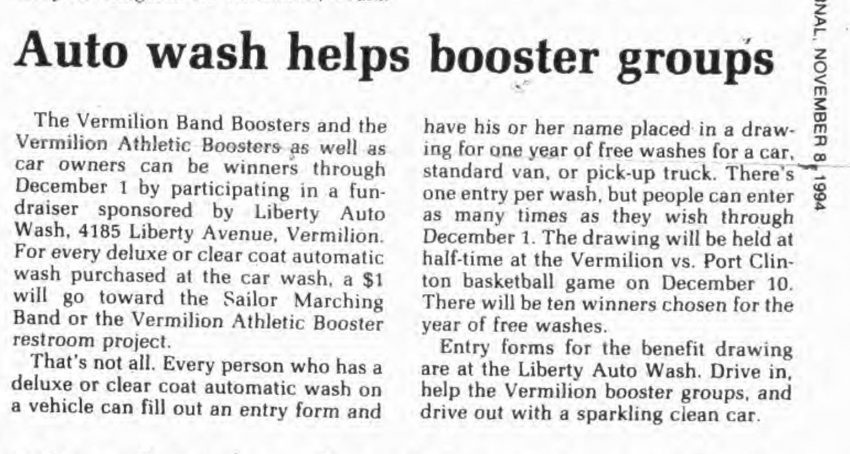 Auto wash helps booster groups
The Vermilion Band Boosters and the
Vermilion Athletic Boosters as well as
car owners can be winners through
December 1 by participating in a fun-
draiser sponsored by Liberty Auto
Wash, 4185 Liberty Avenue, Vermilion.
For every deluxe or clear coat automatic
wash purchased at the car wash, a $1
will go toward the Sailor Marching
Band or the Vermilion Athletic Booster
restroom project.
That's not all. Every person who has a
deluxe or clear coat automatic wash on
a vehicle can fill out an entry form and
have his or her name placed in a draw-
ing for one year of free washes for a car,
standard van, or pick-up truck. There's
one entry per wash, but people can enter
as many times as they wish through
December 1. The drawing will be held at
half-time at the Vermilion vs. Port Clin-
ton basketball game on December 10.
There will be ten winners chosen for the
year of free washes.
Entry forms for the benefit drawing
are at the Liberty Auto Wash. Drive in,
help the Vermilion booster groups, and
drive out with a sparkling clean car.
NAL, NOVEMBER 8, 1994